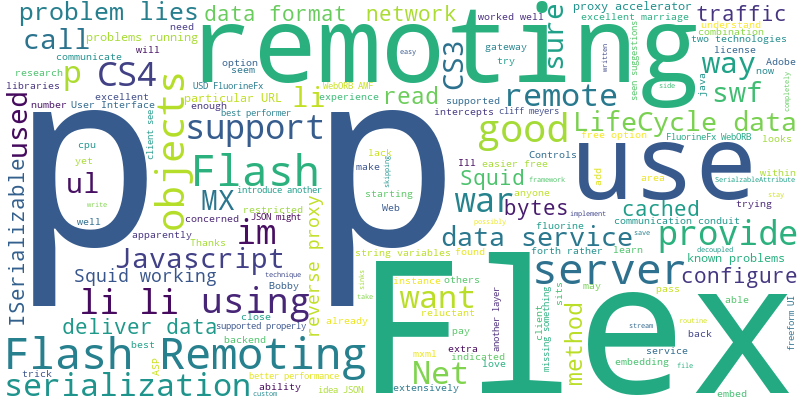 problem lies
data format network
worked well
proxy accelerator
excellent marriage
traffic
need
call
problems running
remoting
sure
understand
combination
two technologies
license
communicate
will
option
seem
CS3
gateway
try
seen suggestions
way
Adobe
now
research
p
CS4
USD FluorineFx
WebORB AMF
written
easy
java
completely
libraries
excellent
particular URL
li
experience
read
supported
remote
swf
side
number
User Interface
enough
best performer
intercepts
cliff meyers
LifeCycle data
used
objects
client see
support
good
free option
FluorineFx WebORB
looks
cpu
p
p
lack
Ill
easier free
Controls
use
area
add
within
SerializableAttribute
yet
Flash
make
skipping
Squid
framework
trying
ul
introduce another
starting
war
bytes
anyone
cached
stay
ISerializable
write
MX
restricted
Web
implement
communication conduit
possibly
well
concerned
JSON might
im
fluorine
save
provide
apparently
Thanks
reverse proxy
data service
forth rather
learn
decoupled
known problems
Javascript
string variables
found
server
Squid working
Bobby
technique
sinks
instance
others
missing something
sits
may
pass
able
configure
li li using
close
already
take
want
reluctant
another layer
client
method
stream
routine
back
freeform UI
deliver data
supported properly
backend
pay
Flex
service
file
best
ASP
mxml
extra
indicated
love
embedding
Flash Remoting
trick
better performance
Net
serialization
ability
idea JSON
custom
extensively
embed